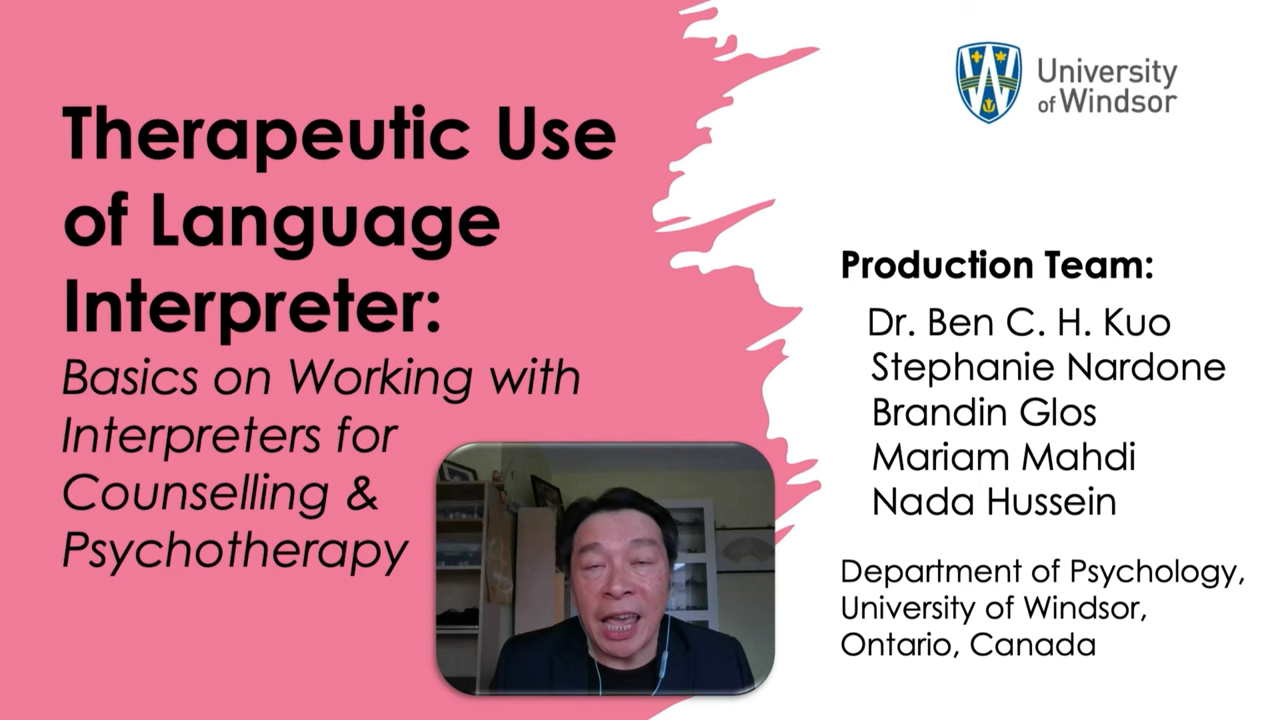 Therapeutic Use
of Language
Interpreter:
Basics on Working with
Interpreters for
Counselling &
Psychotherapy
University
of Windsor
Production Team:
Dr. Ben C. H. Kuo
Stephanie Nardone
Brandin Glos
Mariam Mahdi
Nada Hussein
Department of Psychology,
University of Windsor,
Ontario, Canada